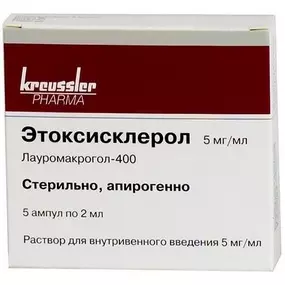 kreussler
PHARMA
Этоксисклерол 5 мг/мл
Лауромакрогол-400
Стерильно, апирогенно
5 ампул по 2 мл
Раствор для внутривенного введения 5 мг/мл